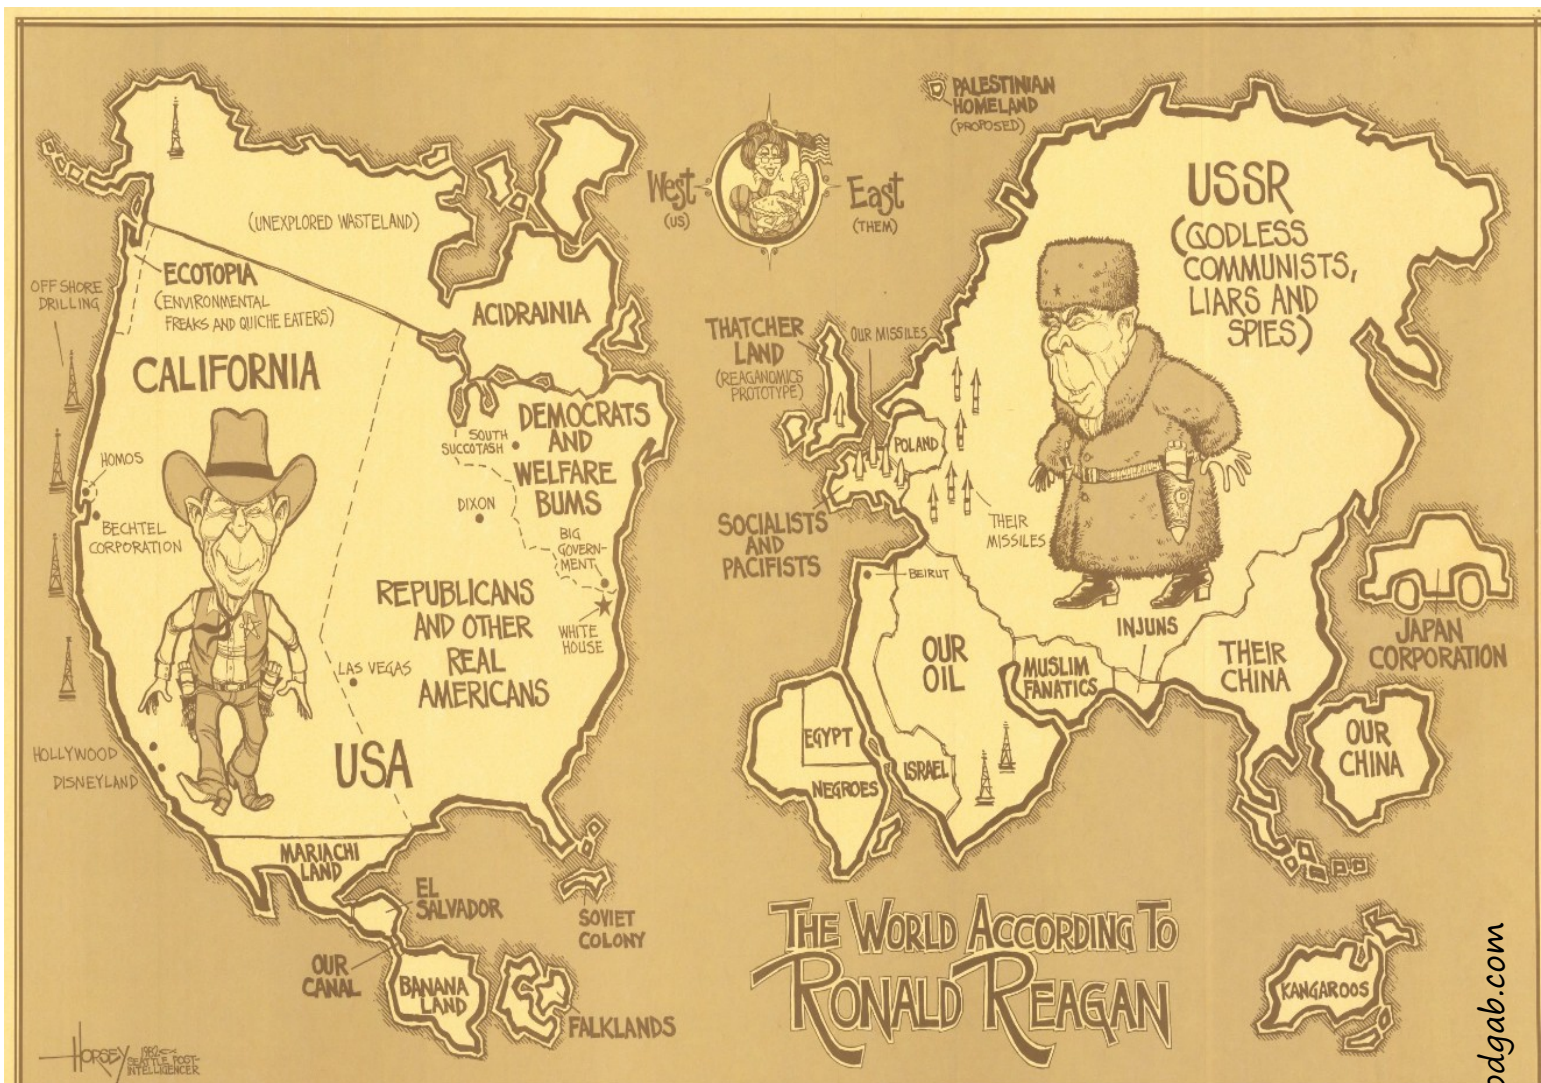 PALESTINIAN
HOMELAND
(PROPOSED)
West
(US)
East
(THEM)
USSR
(GODLESS
COMMUNISTS,
LIARS AND
SPIES)
(UNEXPLORED WASTELAND)
ECOTOPIA
(ENVIRONMENTAL
FREAKS AND QUICHE EATERS)
OFF SHORE
DRILLING
ACIDRAINIA
CALIFORNIA
THATCHER
LAND
(REAGANOMICS
PROTOTYPE)
OUR MISSILES
DEMOCRATS
AND
WELFARE
BUMS
SOUTH
SUCCOTASH
POLAND
HOMOS
BECHTEL
CORPORATION
DIXON
BIG
GOVERN-
MENT
SOCIALISTS
AND
PACIFISTS
THEIR
MISSILES
BEIRUT
REPUBLICANS
AND OTHER
REAL
AMERICANS
WHITE
HOUSE
LAS VEGAS
INJUNS
JAPAN
CORPORATION
OUR
OIL
MUSLIM
FANATICS
THEIR
CHINA
OUR
CHINA
EGYPT
ISRAEL
NEGROES
HOLLYWOOD
DISNEYLAND
USA
MARIACHI
LAND
EL
SALVADOR
SOVIET
COLONY
OUR
CANAL
BANANA
LAND
FALKLANDS
THE WORLD ACCORDING TO
RONALD REAGAN
KANGAROOS
HORSEY 1982
SEATTLE POST-
INTELLIGENCER